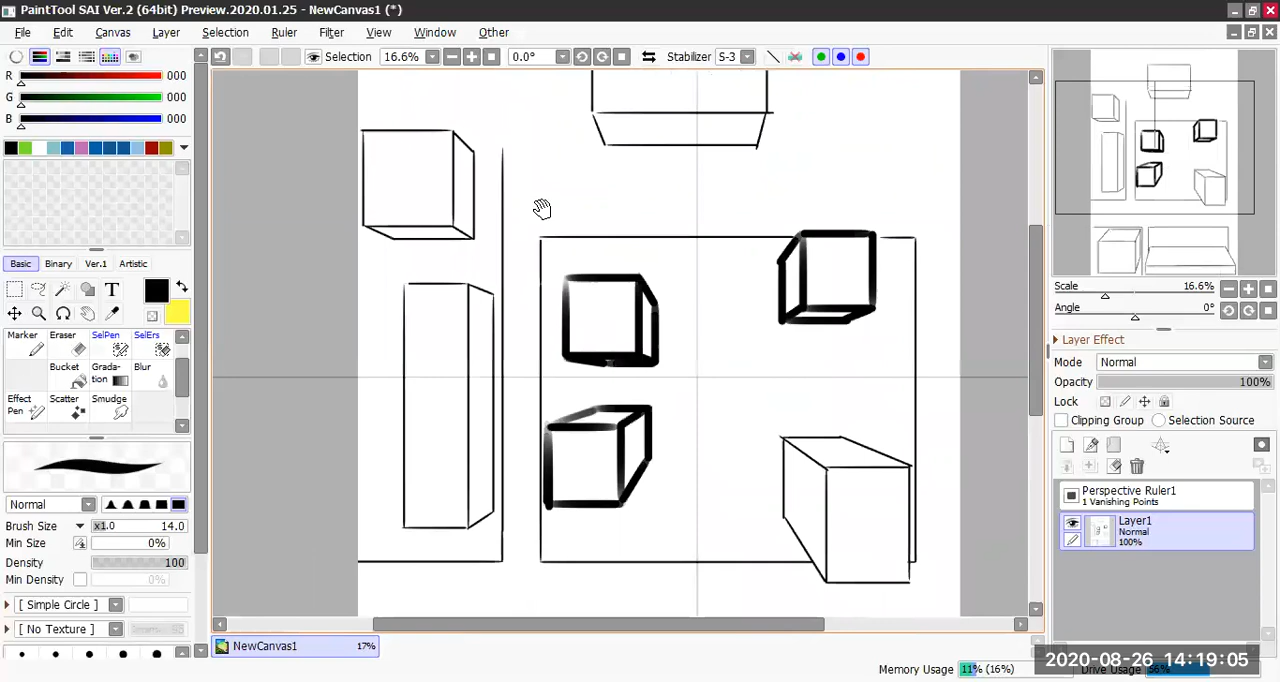 PaintTool SAI Ver.2 (64bit) Preview.2020.01.25 - NewCanvas1 (*)
File Edit Canvas Layer Selection Ruler Filter View Window Other
Selection 16.6% 0.0° Stabilizer S-3
R 000
G 000
B 000
Basic Binary Ver.1 Artistic
T
Marker Eraser SelPen SelErs
Bucket Grada-tion Blur
Effect Pen Scatter Smudge
Normal
Brush Size x1.0 14.0
Min Size 0%
Density 100
Min Density 0%
[ Simple Circle ]
[ No Texture ] 95
Scale 16.6%
Angle 0°
Layer Effect
Mode Normal
Opacity 100%
Lock
Clipping Group Selection Source
Perspective Ruler1
1 Vanishing Points
Layer1
Normal
100%
NewCanvas1 17%
Memory Usage 11% (16%) Drive Usage 56%
2020-08-26 14:19:05